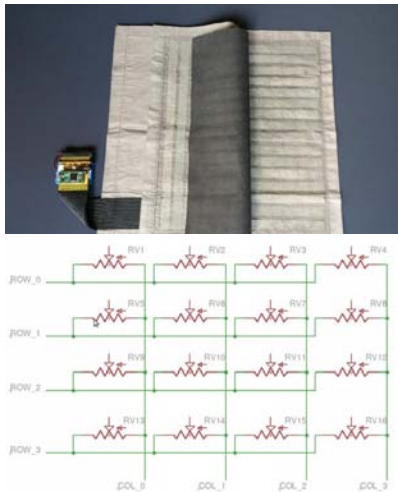 RV1 RV2 RV3 RV4
ROW_0
RV5 RV6 RV7 RV8
ROW_1
RV9 RV10 RV11 RV12
ROW_2
RV13 RV14 RV15 RV16
ROW_3
COL_0 COL_1 COL_2 COL_3